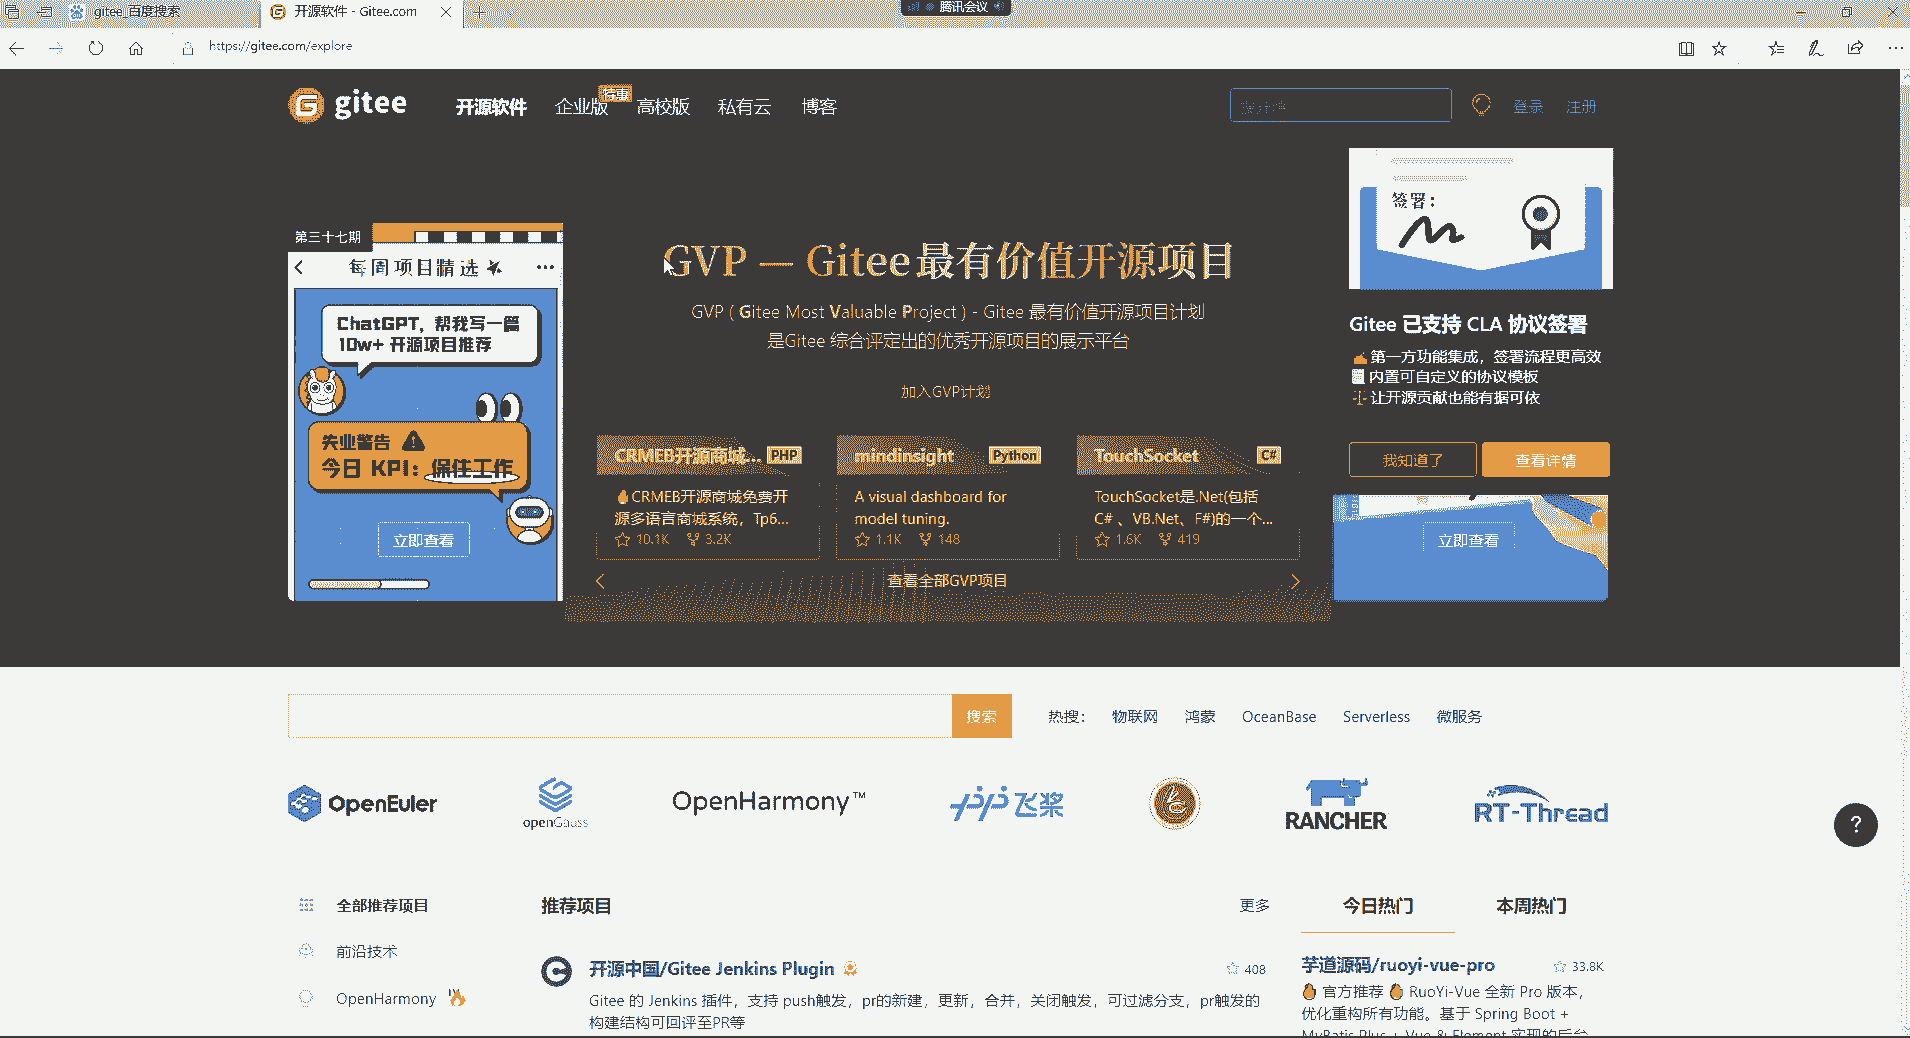 gitee_百度搜索
开源软件 - Gitee.com
腾讯会议
https://gitee.com/explore
gitee
开源软件
企业版
特惠
高校版
私有云
博客
登录
注册
第三十七期
每周项目精选
ChatGPT，帮我写一篇
10w+ 开源项目推荐
失业警告
今日 KPI：保住工作
立即查看
GVP — Gitee最有价值开源项目
GVP ( Gitee Most Valuable Project ) - Gitee 最有价值开源项目计划
是Gitee 综合评定出的优秀开源项目的展示平台
加入GVP计划
CRMEB开源商城... PHP
CRMEB开源商城免费开
源多语言商城系统，Tp6...
10.1K 3.2K
mindinsight Python
A visual dashboard for
model tuning.
1.1K 148
TouchSocket C#
TouchSocket是.Net(包括
C# 、VB.Net、F#)的一个...
1.6K 419
查看全部GVP项目
签署：
Gitee 已支持 CLA 协议签署
第一方功能集成，签署流程更高效
内置可自定义的协议模板
让开源贡献也能有据可依
我知道了
查看详情
立即查看
搜索
热搜：
物联网
鸿蒙
OceanBase
Serverless
微服务
OpenEuler
openGauss
OpenHarmony™
飞桨
RANCHER
RT-Thread
?
全部推荐项目
前沿技术
OpenHarmony
推荐项目
更多
开源中国/Gitee Jenkins Plugin
408
Gitee 的 Jenkins 插件，支持 push触发，pr的新建，更新，合并，关闭触发，可过滤分支，pr触发的
构建结构可回评至PR等
今日热门
本周热门
芋道源码/ruoyi-vue-pro
33.8K
官方推荐 RuoYi-Vue 全新 Pro 版本，
优化重构所有功能。基于 Spring Boot +
MyBatis Plus + Vue & Element 实现的后台